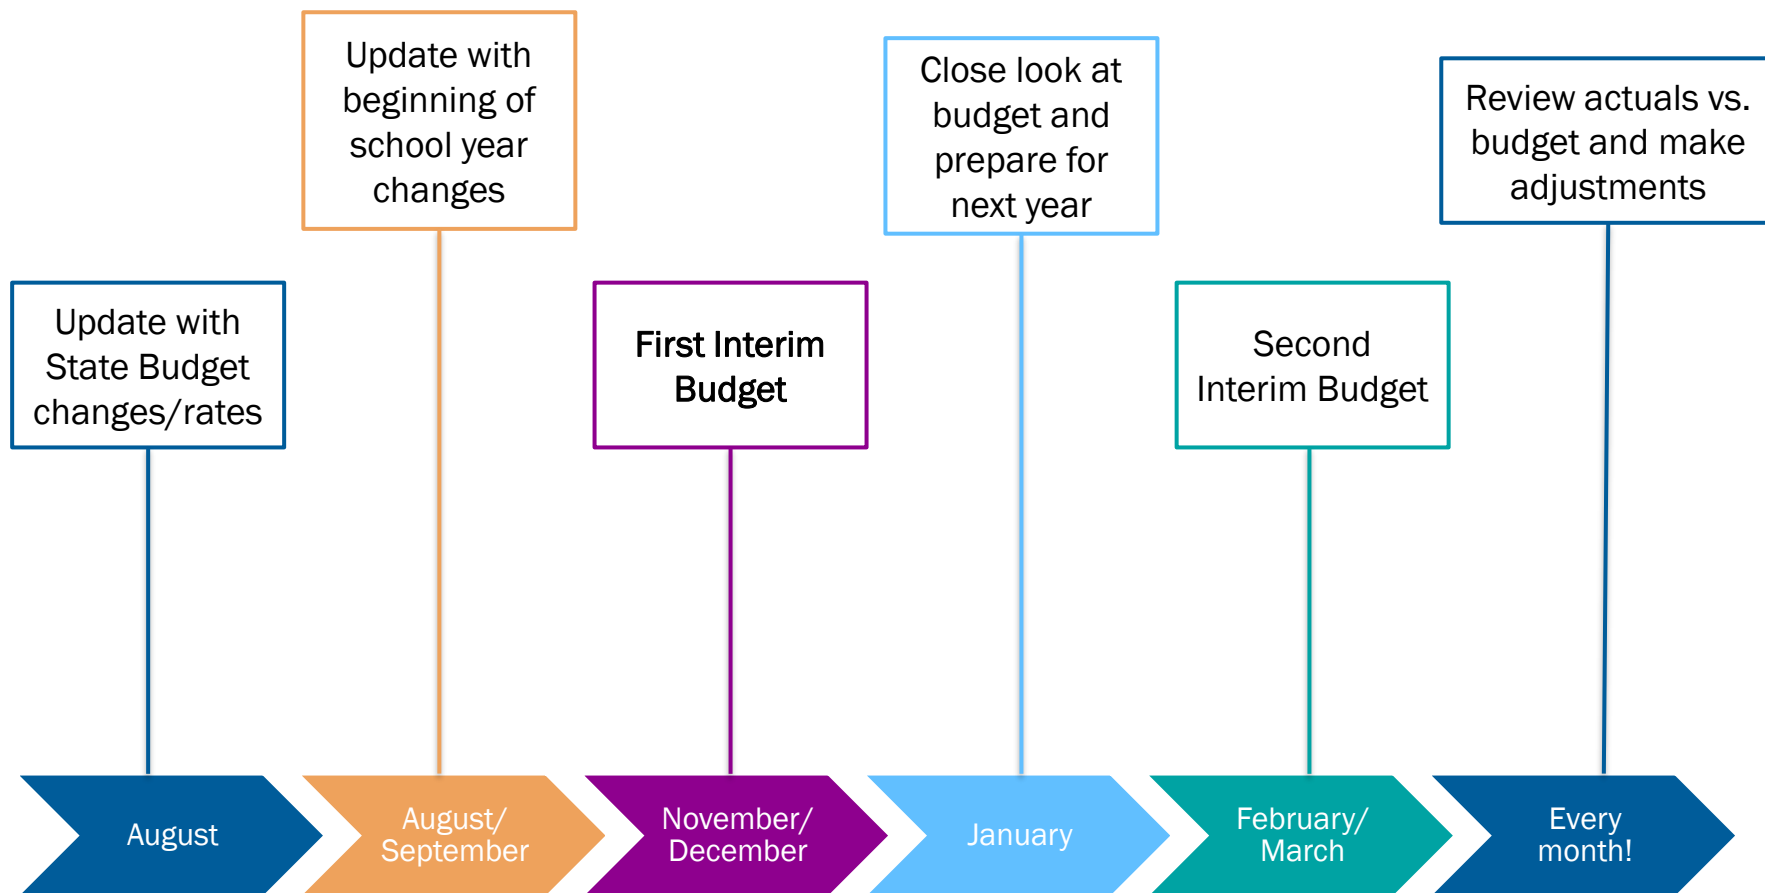 Update with
State Budget
changes/rates
Update with
beginning of
school year
changes
First Interim
Budget
Close look at
budget and
prepare for
next year
Second
Interim Budget
Review actuals vs.
budget and make
adjustments
August
August/
September
November/
December
January
February/
March
Every
month!